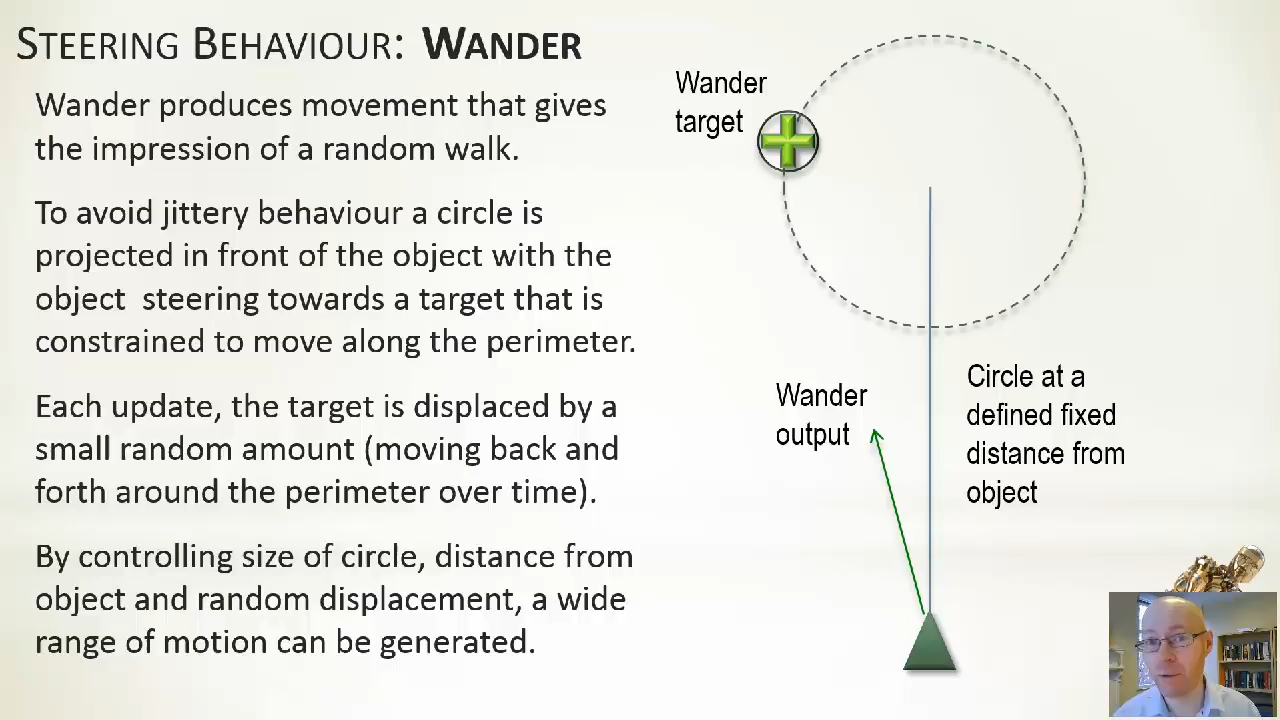 STEERING BEHAVIOUR: WANDER
Wander produces movement that gives
the impression of a random walk.
To avoid jittery behaviour a circle is
projected in front of the object with the
object steering towards a target that is
constrained to move along the perimeter.
Each update, the target is displaced by a
small random amount (moving back and
forth around the perimeter over time).
By controlling size of circle, distance from
object and random displacement, a wide
range of motion can be generated.
Wander
target
Wander
output
Circle at a
defined fixed
distance from
object